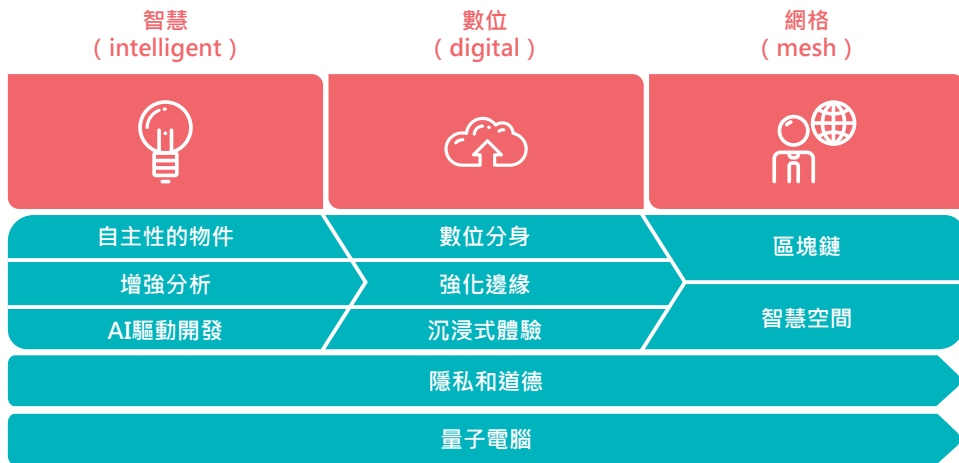 智慧
（intelligent）
數位
（digital）
網格
（mesh）
自主性的物件
數位分身
區塊鏈
增強分析
強化邊緣
智慧空間
AI驅動開發
沉浸式體驗
隱私和道德
量子電腦